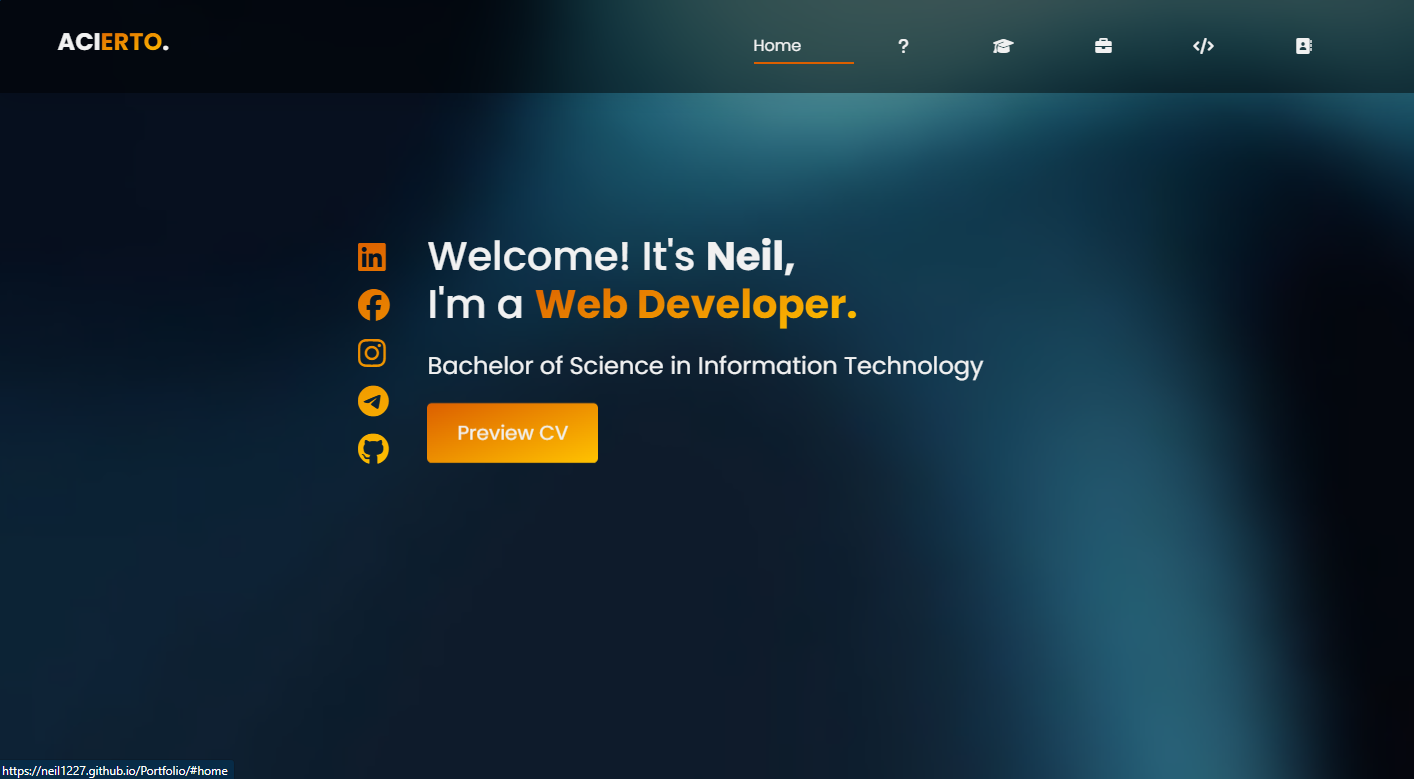 ACIERTO.
Home
?
</>
Welcome! It's Neil,
I'm a Web Developer.
Bachelor of Science in Information Technology
Preview CV
https://neil1227.github.io/Portfolio/#home